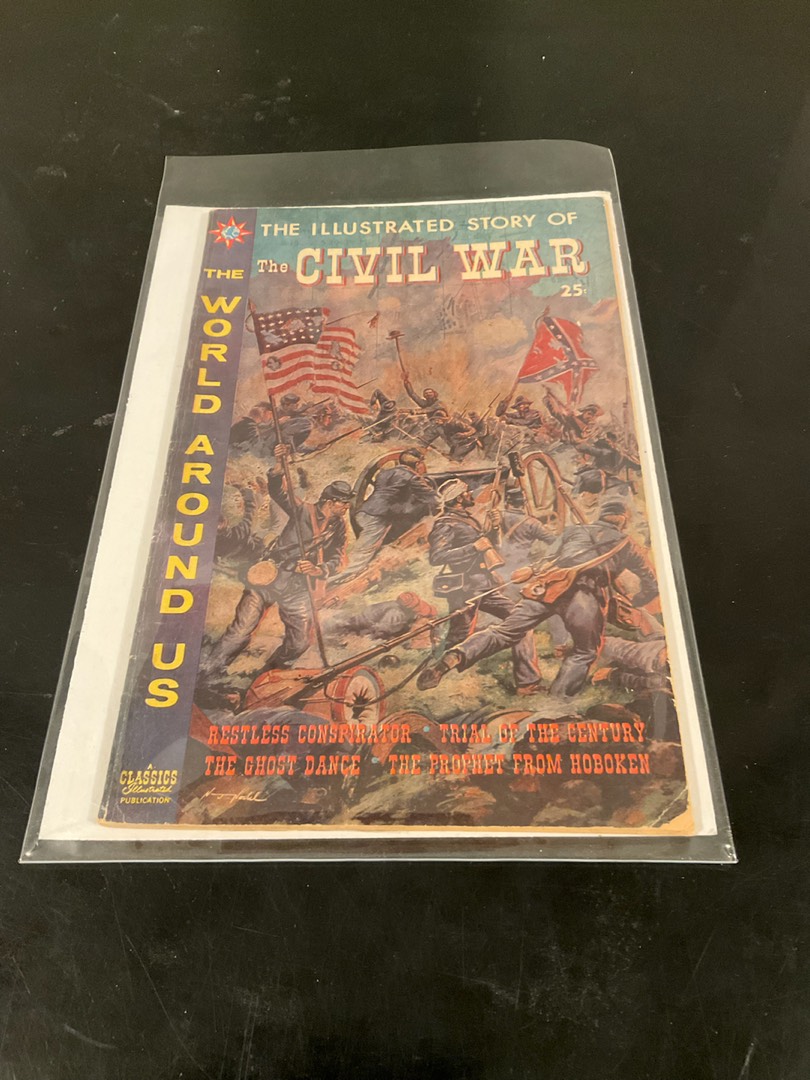 THE ILLUSTRATED STORY OF
The CIVIL WAR
25¢
THE WORLD AROUND US
RESTLESS CONSPIRATOR • TRIAL OF THE CENTURY
THE GHOST DANCE • THE PROPHET FROM HOBOKEN
A
CLASSICS
Illustrated
PUBLICATION